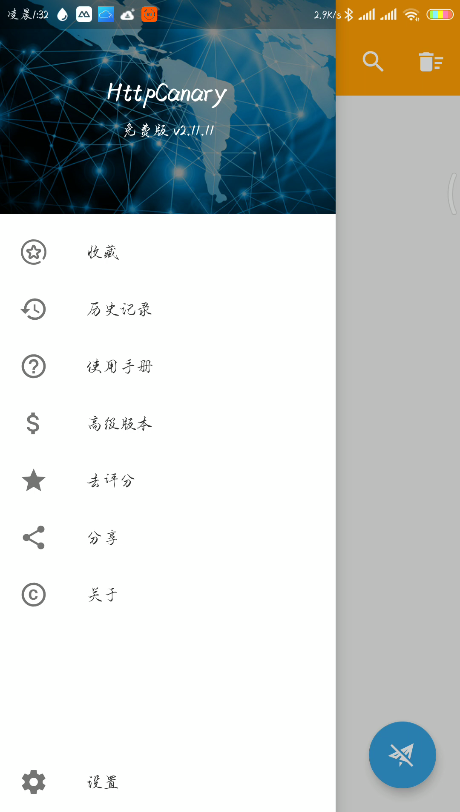 凌晨1:32
2.9K/s
HttpCanary
免费版 v2.11.11
收藏
历史记录
使用手册
高级版本
去评分
分享
关于
设置